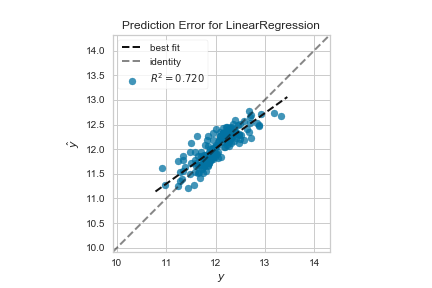 Prediction Error for LinearRegression
best fit
identity
R² = 0.720
14.0
13.5
13.0
12.5
12.0
11.5
11.0
10.5
10.0
ŷ
10 11 12 13 14
y